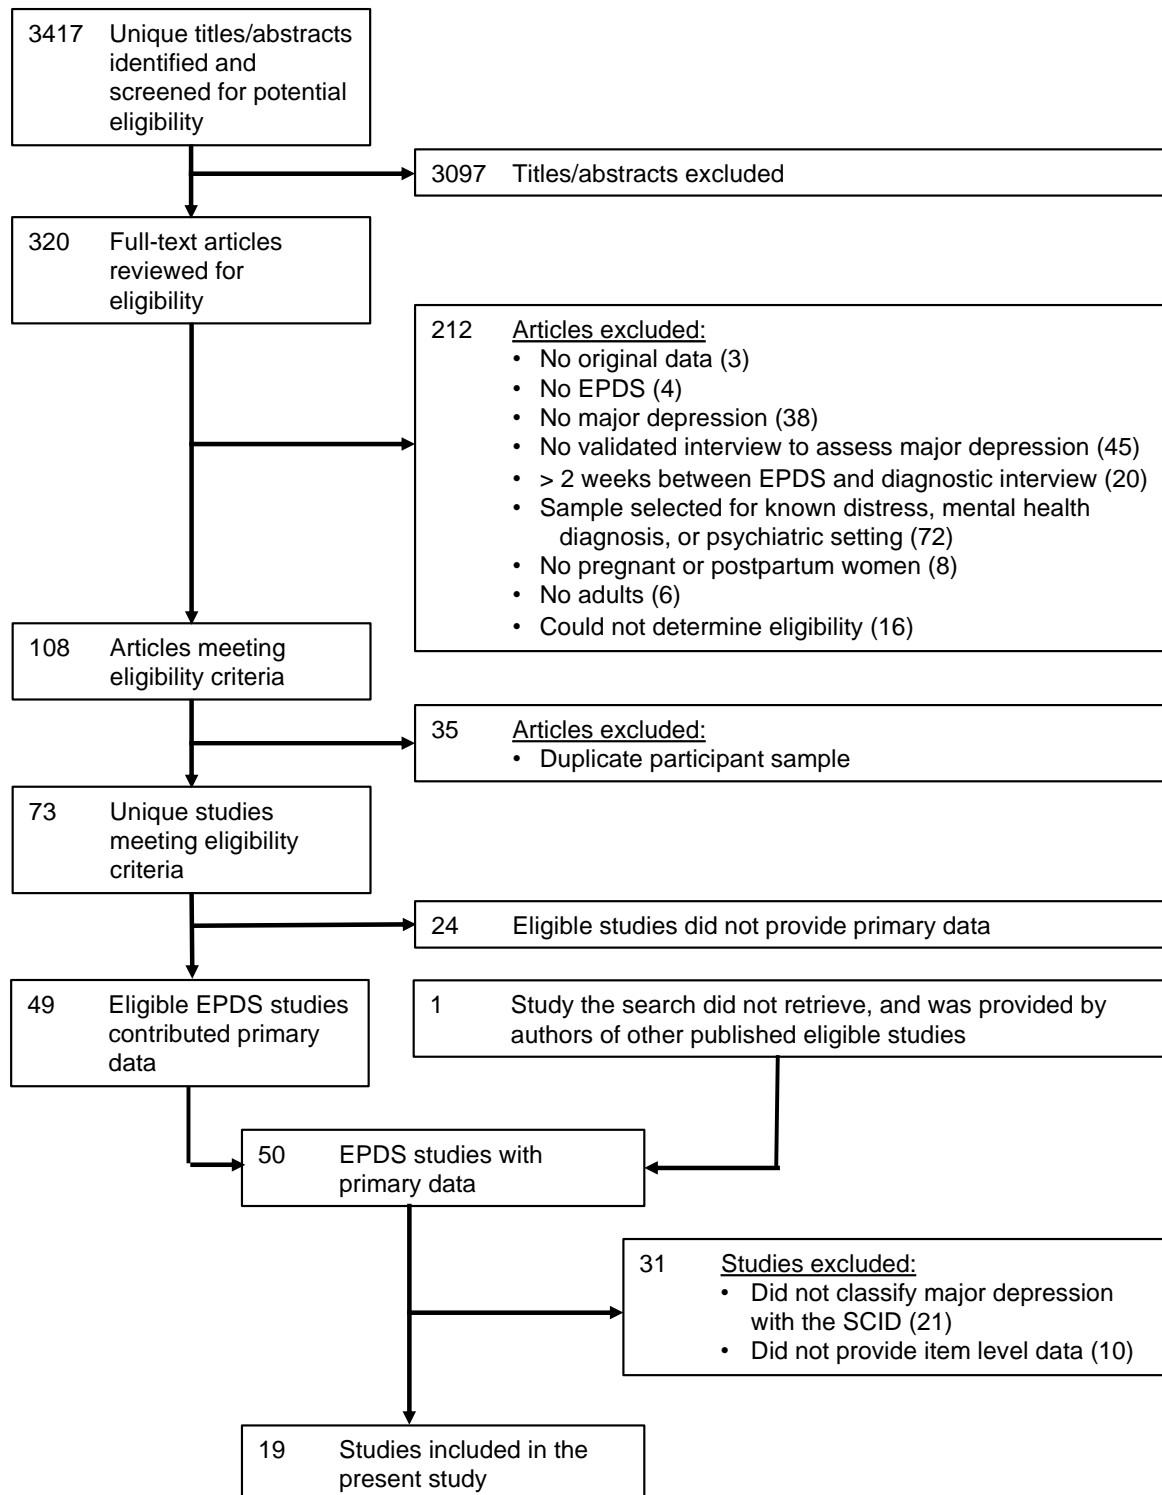 3417 Unique titles/abstracts
identified and
screened for potential
eligibility
3097 Titles/abstracts excluded
320 Full-text articles
reviewed for
eligibility
212 Articles excluded:
• No original data (3)
• No EPDS (4)
• No major depression (38)
• No validated interview to assess major depression (45)
• > 2 weeks between EPDS and diagnostic interview (20)
• Sample selected for known distress, mental health
diagnosis, or psychiatric setting (72)
• No pregnant or postpartum women (8)
• No adults (6)
• Could not determine eligibility (16)
108 Articles meeting
eligibility criteria
35 Articles excluded:
• Duplicate participant sample
73 Unique studies
meeting eligibility
criteria
24 Eligible studies did not provide primary data
49 Eligible EPDS studies
contributed primary
data
1 Study the search did not retrieve, and was provided by
authors of other published eligible studies
50 EPDS studies with
primary data
31 Studies excluded:
• Did not classify major depression
with the SCID (21)
• Did not provide item level data (10)
19 Studies included in the
present study